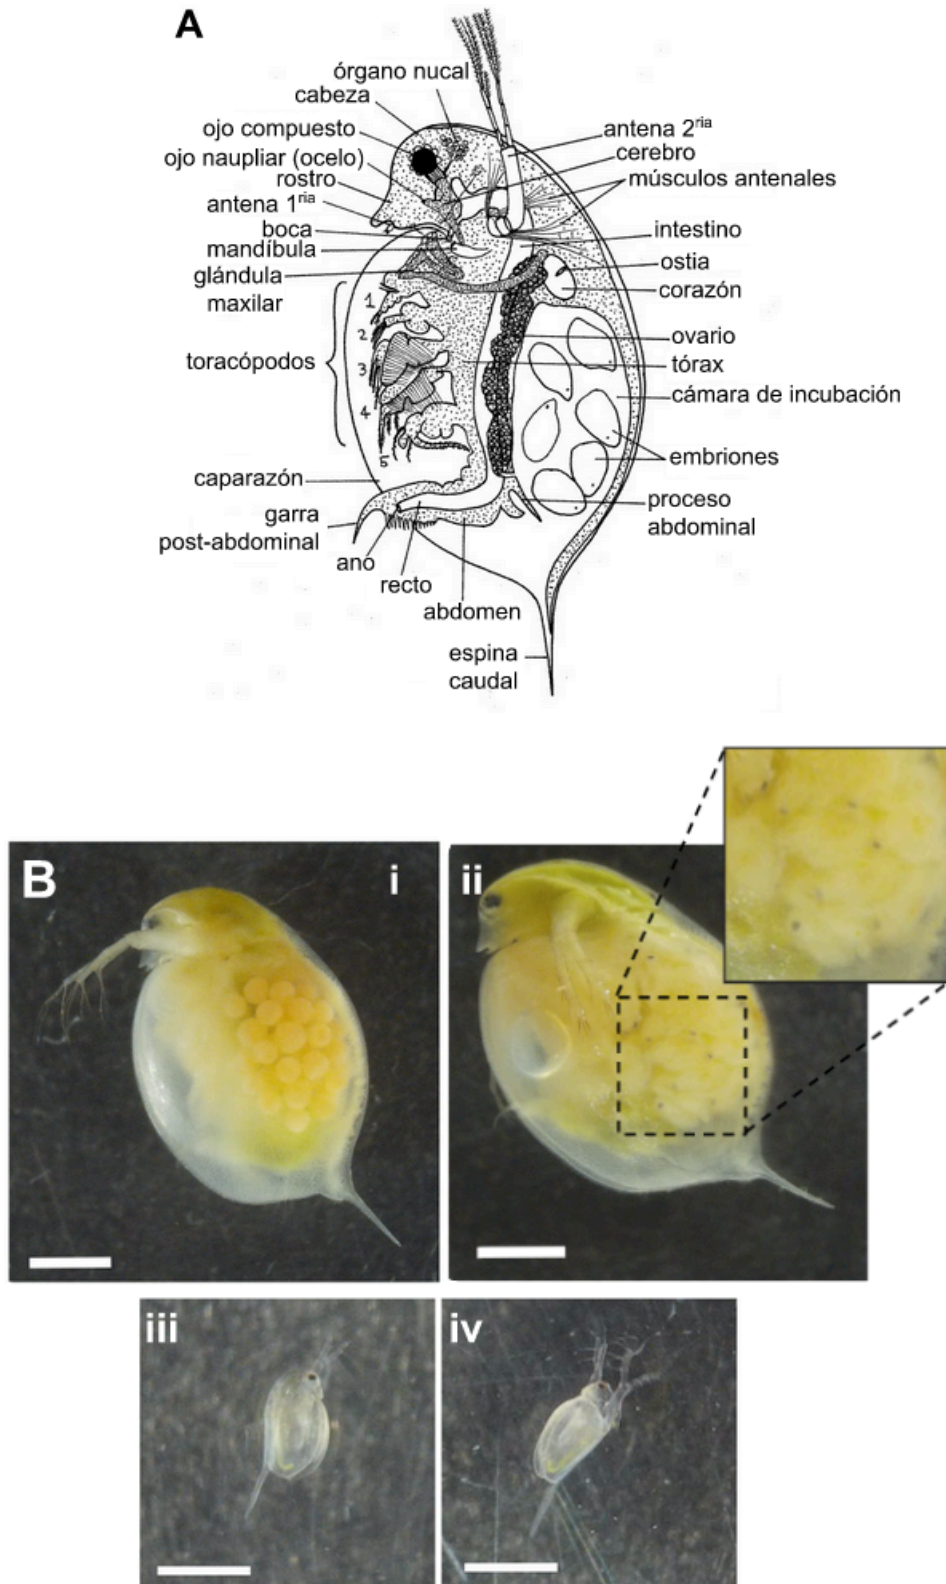 A
órgano nucal
cabeza
ojo compuesto
ojo naupliar (ocelo)
rostro
antena 1ria
boca
mandíbula
glándula
maxilar
toracópodos
1
2
3
4
5
caparazón
garra
post-abdominal
ano
recto
abdomen
espina
caudal
antena 2ria
cerebro
músculos antenales
intestino
ostia
corazón
ovario
tórax
cámara de incubación
embriones
proceso
abdominal
B
i
ii
iii
iv